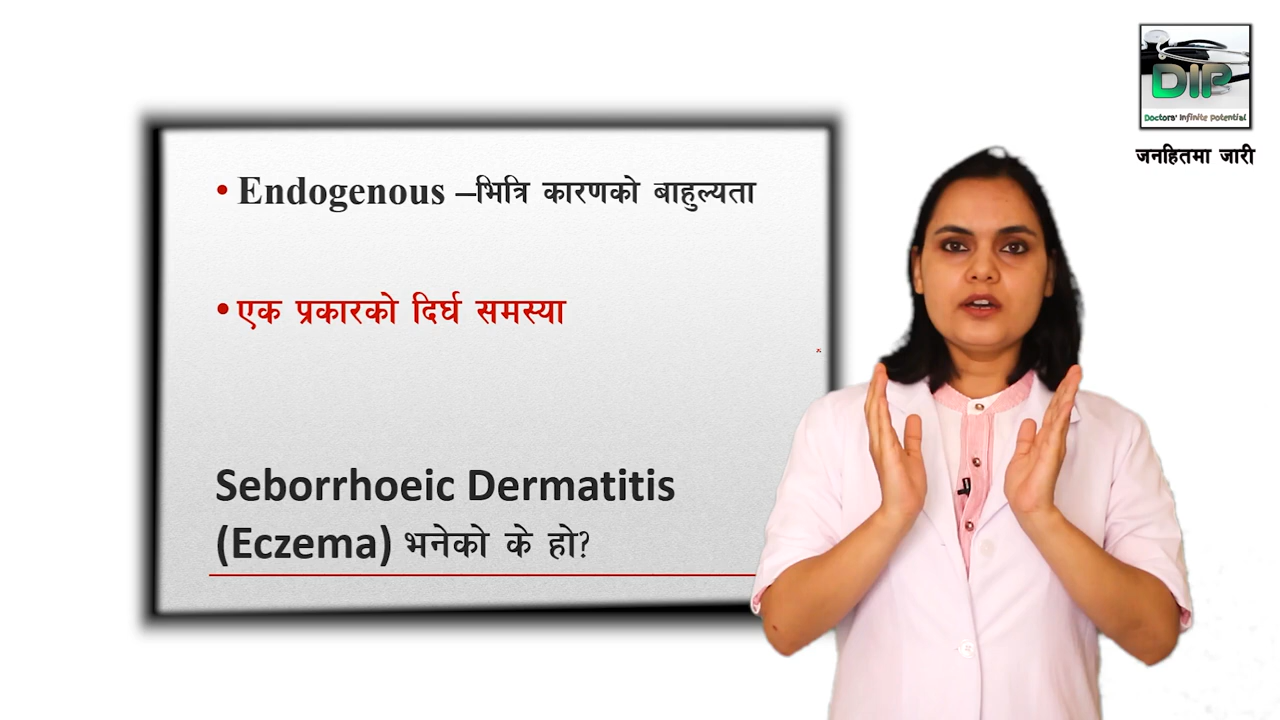 DIP
Doctors' Infinite Potential
जनहितमा जारी
• Endogenous –भित्रि कारणको बाहुल्यता
• एक प्रकारको दिर्घ समस्या
Seborrhoeic Dermatitis
(Eczema) भनेको के हो?